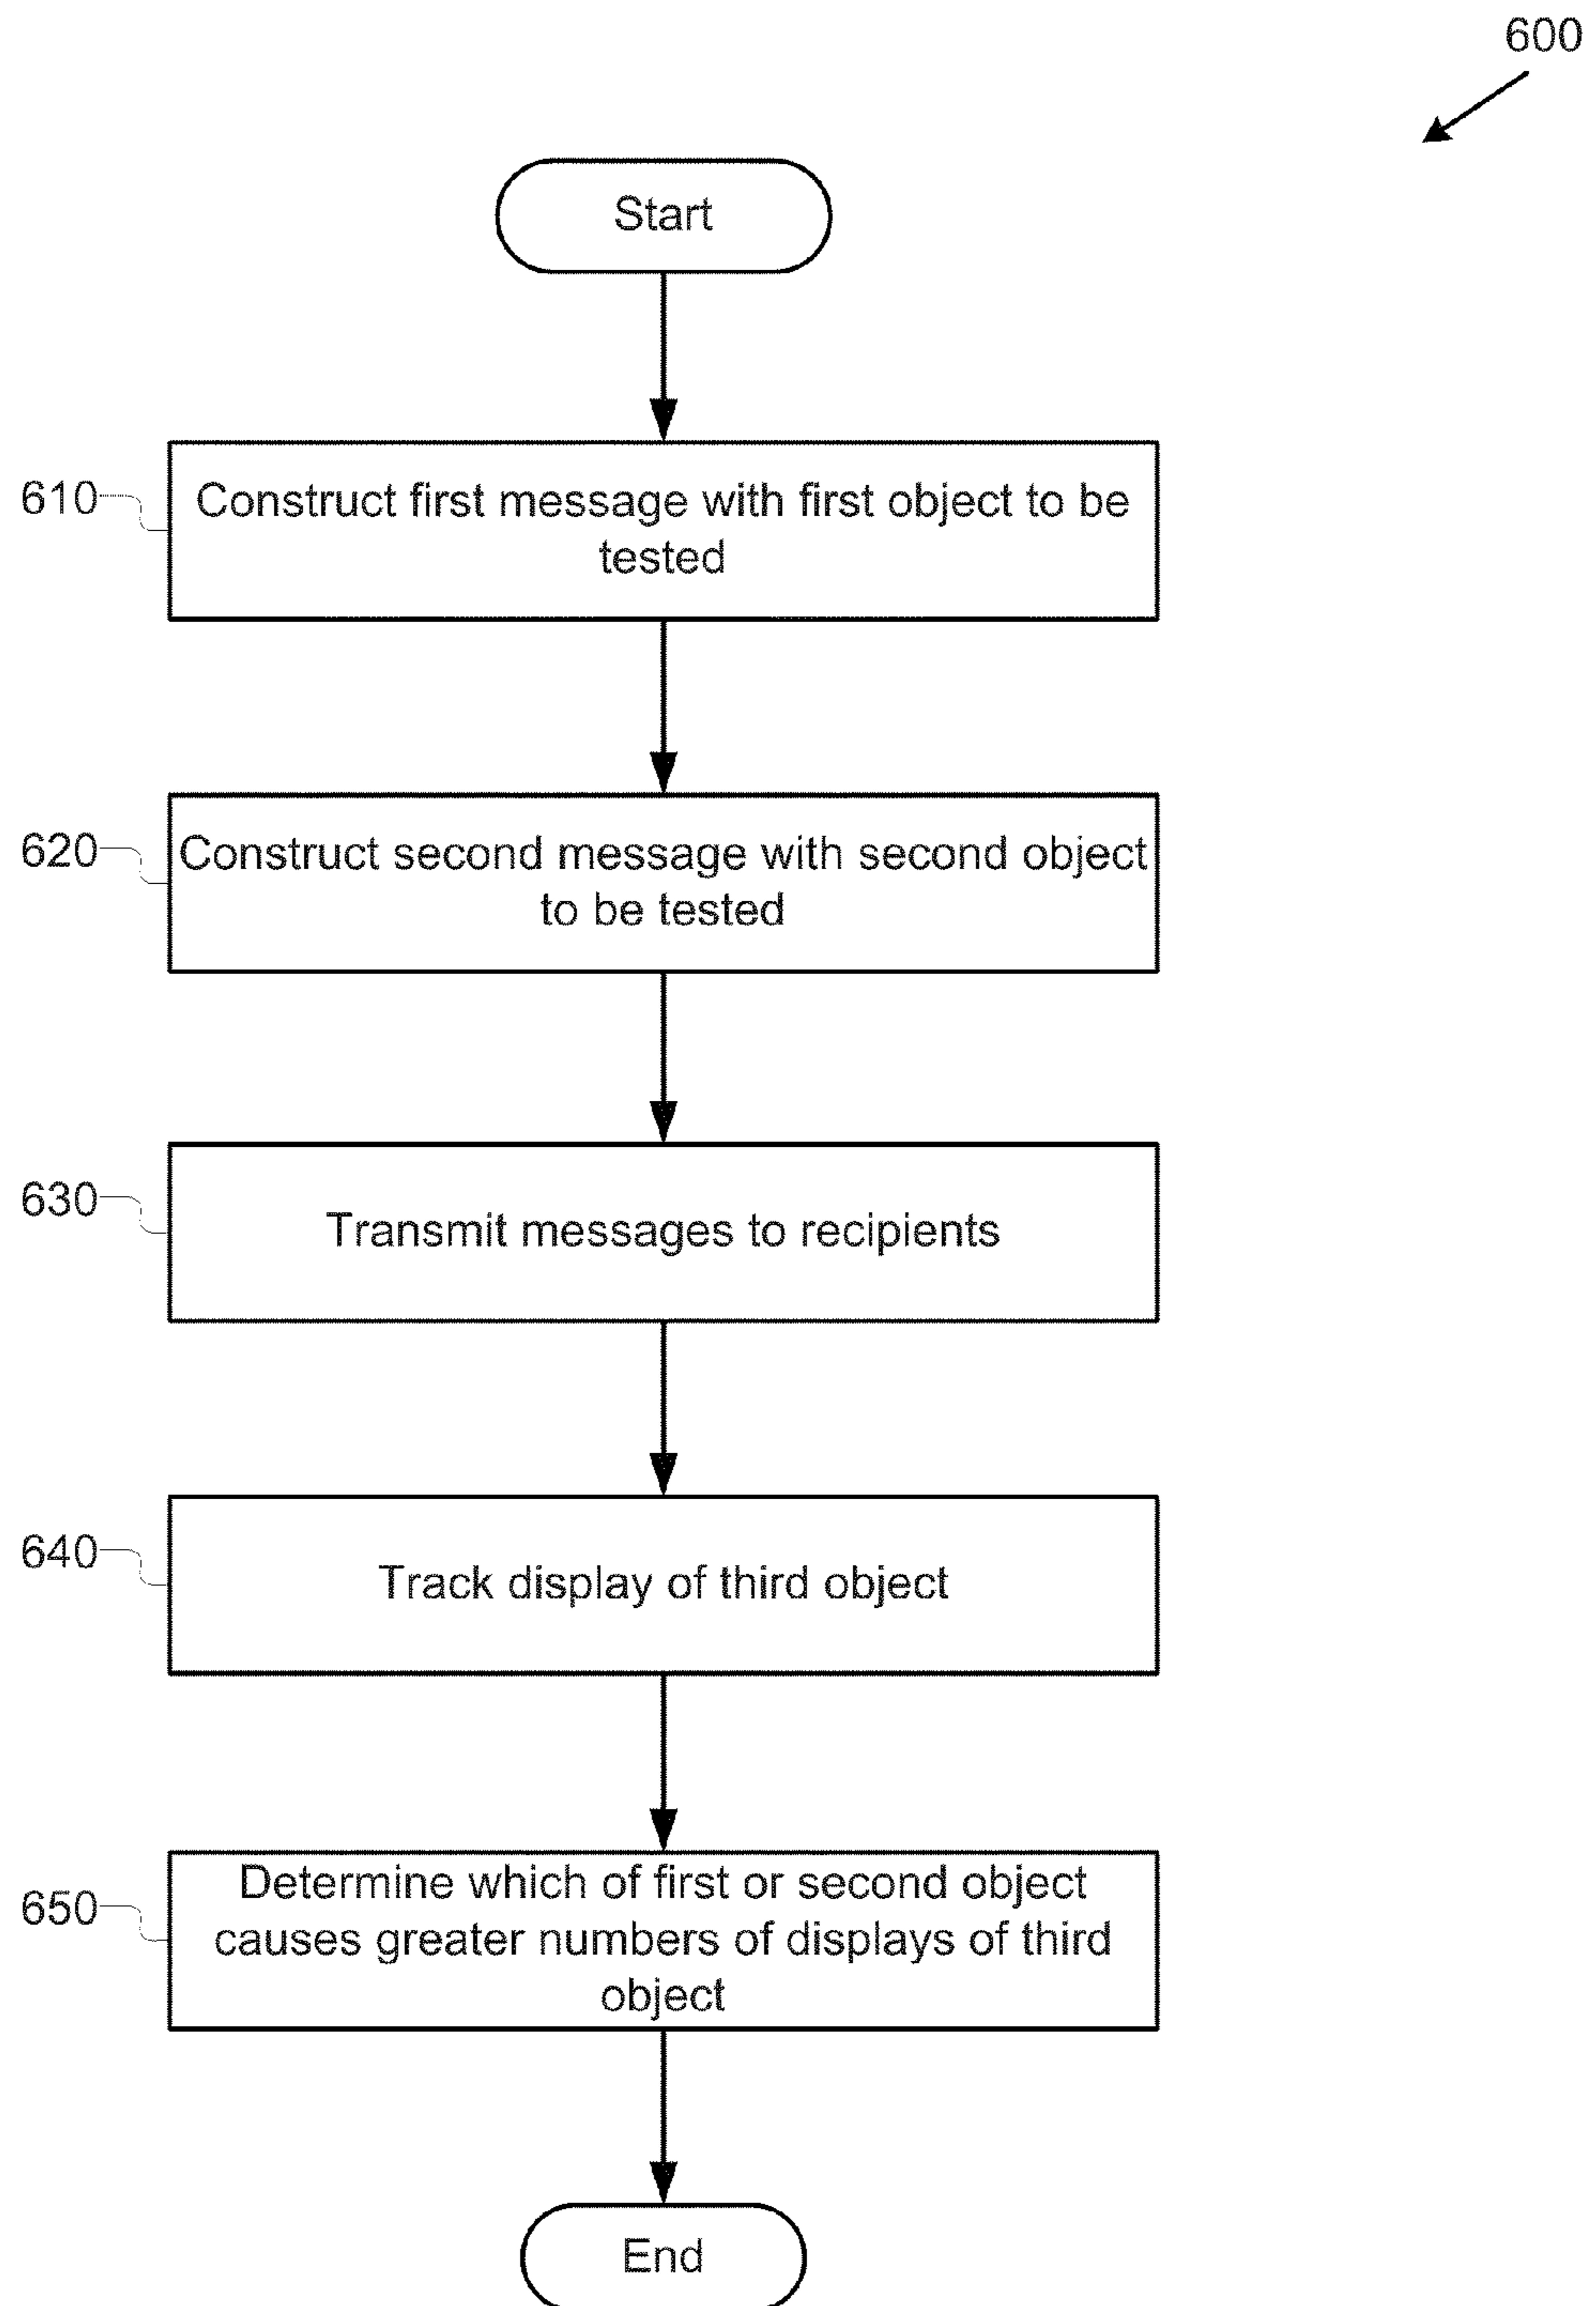 600
Start
610
Construct first message with first object to be
tested
620
Construct second message with second object
to be tested
630
Transmit messages to recipients
640
Track display of third object
650
Determine which of first or second object
causes greater numbers of displays of third
object
End